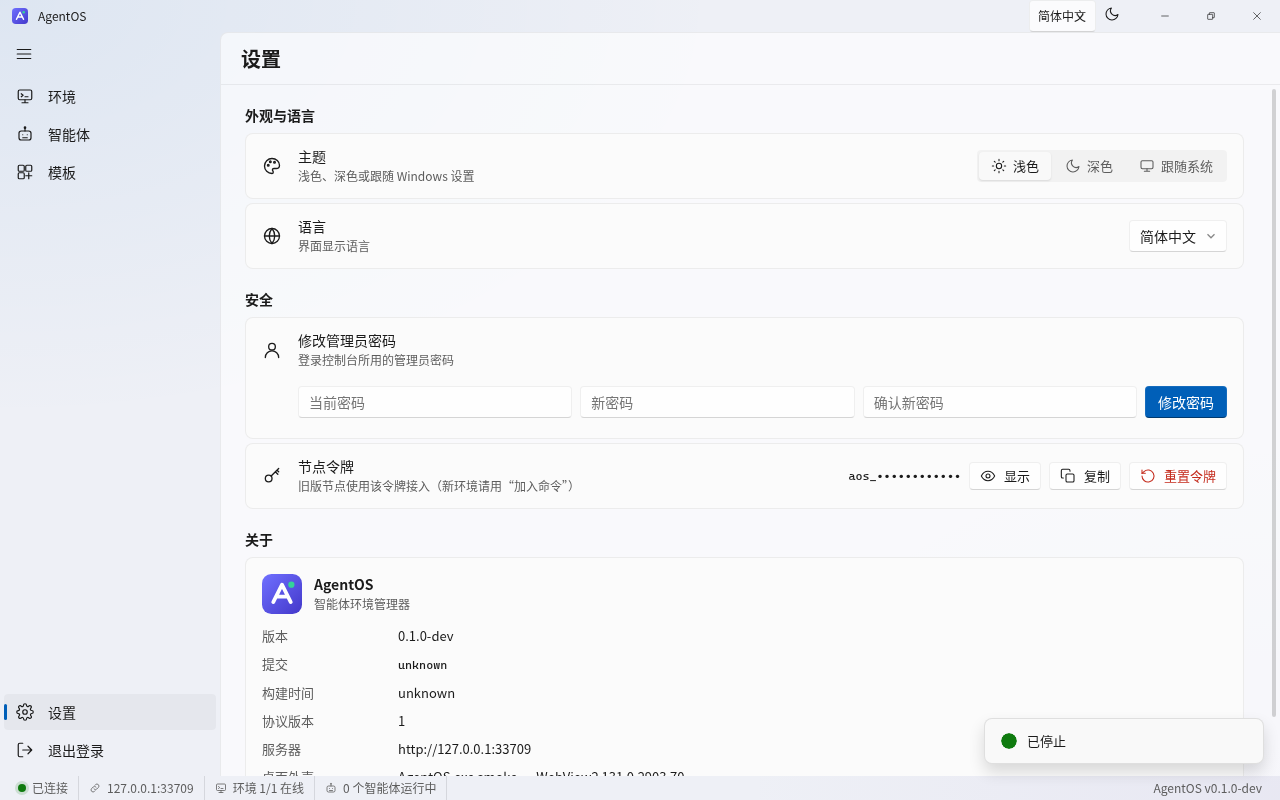 AgentOS
简体中文
设置
环境
智能体
模板
外观与语言
主题
浅色、深色或跟随 Windows 设置
浅色
深色
跟随系统
语言
界面显示语言
简体中文
安全
修改管理员密码
登录控制台所用的管理员密码
当前密码
新密码
确认新密码
修改密码
节点令牌
旧版节点使用该令牌接入（新环境请用“加入命令”）
aos_••••••••••••
显示
复制
重置令牌
关于
AgentOS
智能体环境管理器
版本 0.1.0-dev
提交 unknown
构建时间 unknown
协议版本 1
服务器 http://127.0.0.1:33709
设置
退出登录
已停止
已连接
127.0.0.1:33709
环境 1/1 在线
0 个智能体运行中
AgentOS v0.1.0-dev